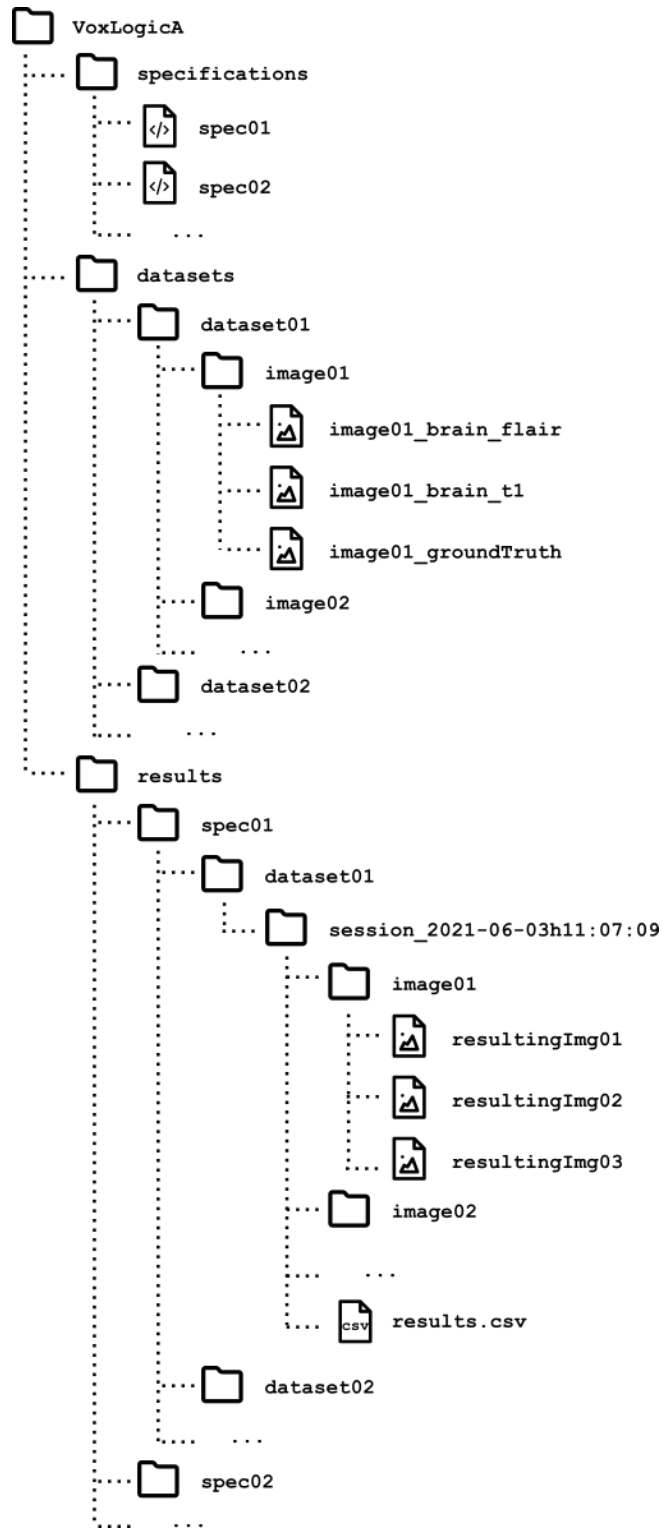 VoxLogicA
specifications
</> spec01
</> spec02
...
datasets
dataset01
image01
image01_brain_flair
image01_brain_t1
image01_groundTruth
image02
...
dataset02
...
results
spec01
dataset01
session_2021-06-03h11:07:09
image01
resultingImg01
resultingImg02
resultingImg03
image02
...
csv results.csv
dataset02
...
spec02
...